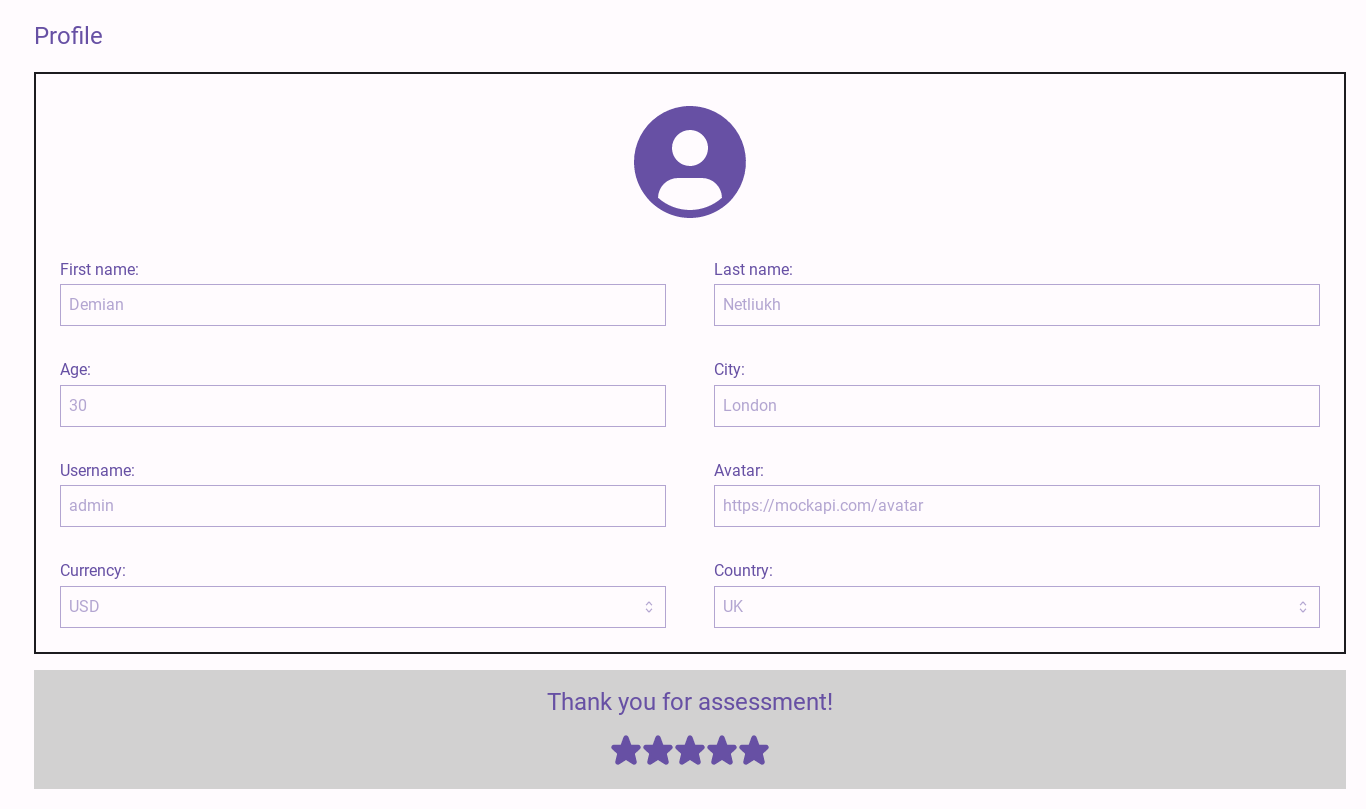 Profile
First name: Last name:
Demian Netliukh
Age: City:
30 London
Username: Avatar:
admin https://mockapi.com/avatar
Currency: Country:
USD UK
Thank you for assessment!